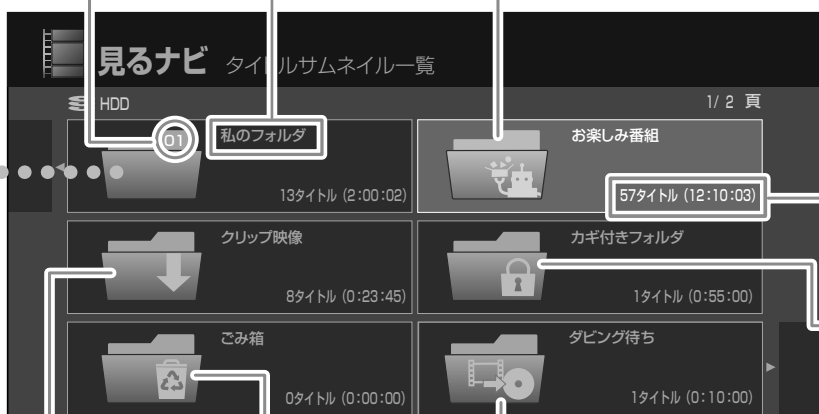 見るナビ タイトルサムネイル一覧
HDD 1/2 頁
01 私のフォルダ
13タイトル (2:00:02)
お楽しみ番組
57タイトル (12:10:03)
クリップ映像
8タイトル (0:23:45)
カギ付きフォルダ
1タイトル (0:55:00)
ごみ箱
0タイトル (0:00:00)
ダビング待ち
1タイトル (0:10:00)